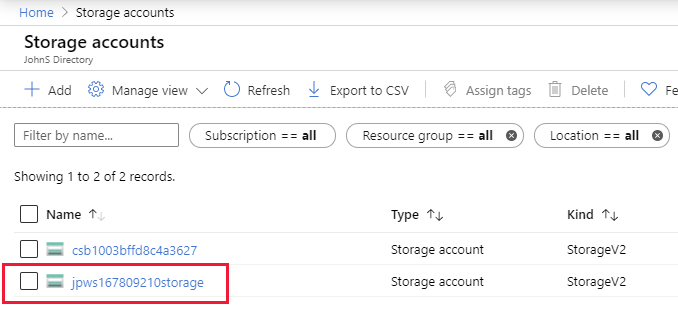 Home > Storage accounts
Storage accounts
JohnS Directory
Add Manage view Refresh Export to CSV Assign tags Delete Fe
Filter by name... Subscription == all Resource group == all Location == all
Showing 1 to 2 of 2 records.
Name ↑↓ Type ↑↓ Kind ↑↓
csb1003bffd8c4a3627 Storage account StorageV2
jpws167809210storage Storage account StorageV2